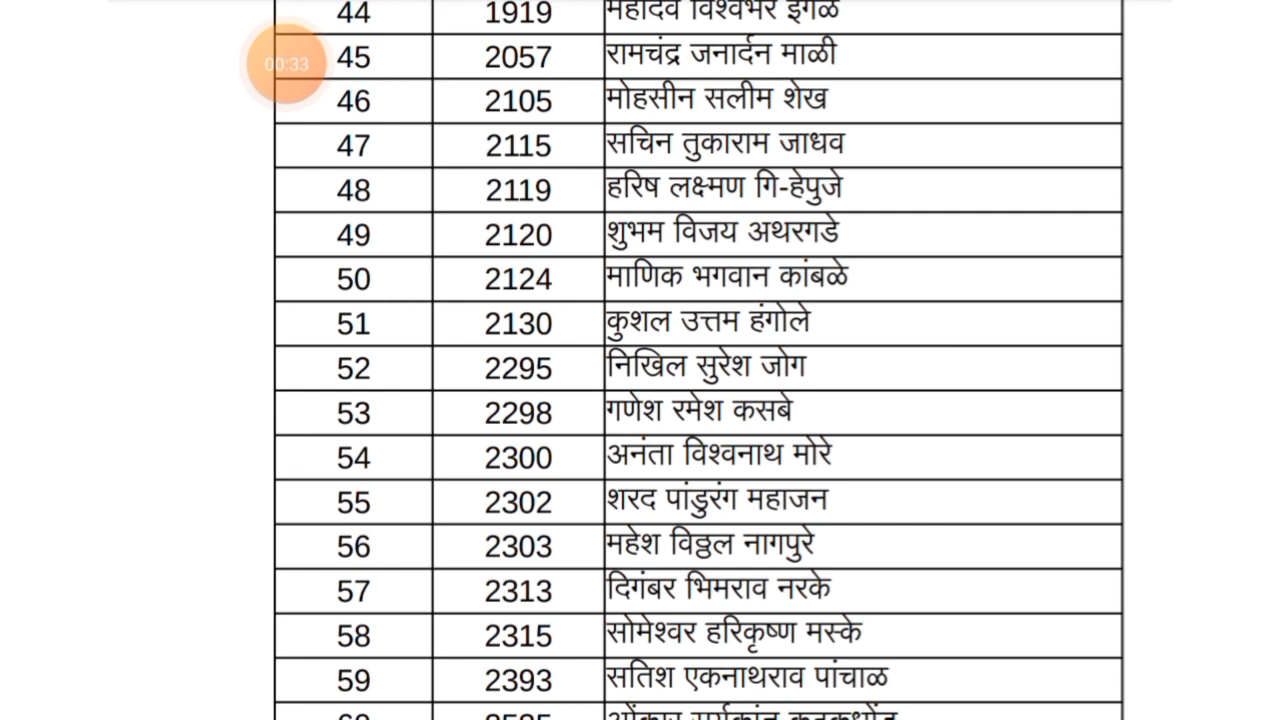 44 1919 महादेव विश्वंभर इंगळे
00:33
45 2057 रामचंद्र जनार्दन माळी
46 2105 मोहसीन सलीम शेख
47 2115 सचिन तुकाराम जाधव
48 2119 हरिष लक्ष्मण गि-हेपुजे
49 2120 शुभम विजय अथरगडे
50 2124 माणिक भगवान कांबळे
51 2130 कुशल उत्तम हंगोले
52 2295 निखिल सुरेश जोग
53 2298 गणेश रमेश कसबे
54 2300 अनंता विश्वनाथ मोरे
55 2302 शरद पांडुरंग महाजन
56 2303 महेश विठ्ठल नागपुरे
57 2313 दिगंबर भिमराव नरके
58 2315 सोमेश्वर हरिकृष्ण मस्के
59 2393 सतिश एकनाथराव पांचाळ